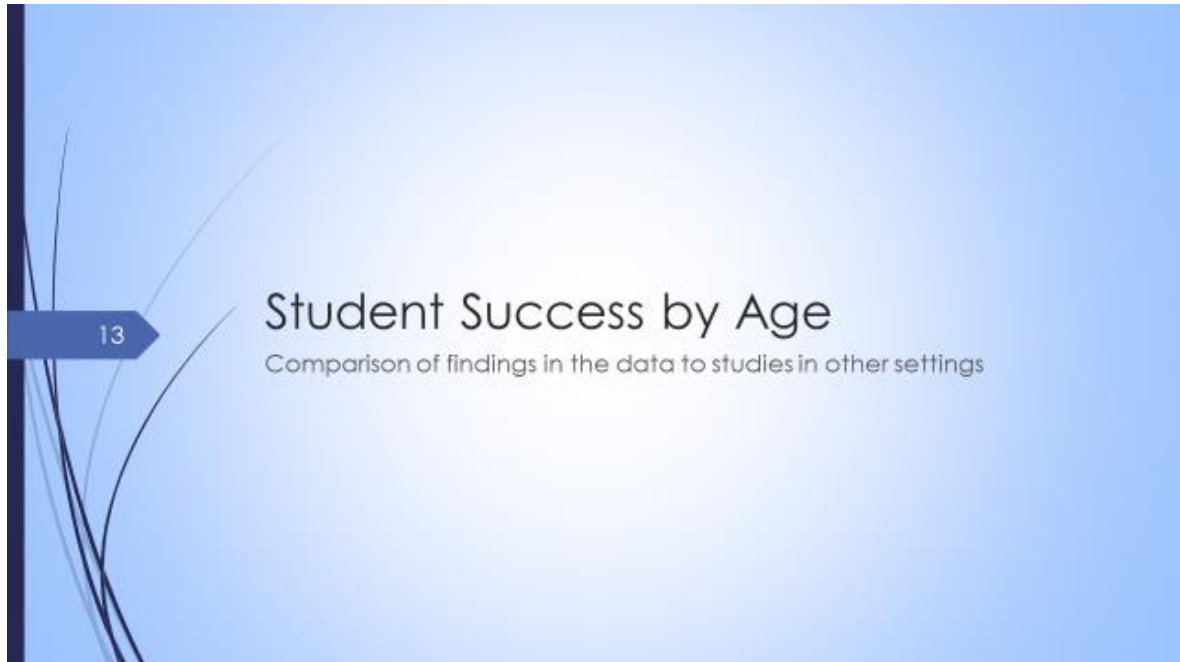 Student Success by Age
13
Comparison of findings in the data to studies in other settings